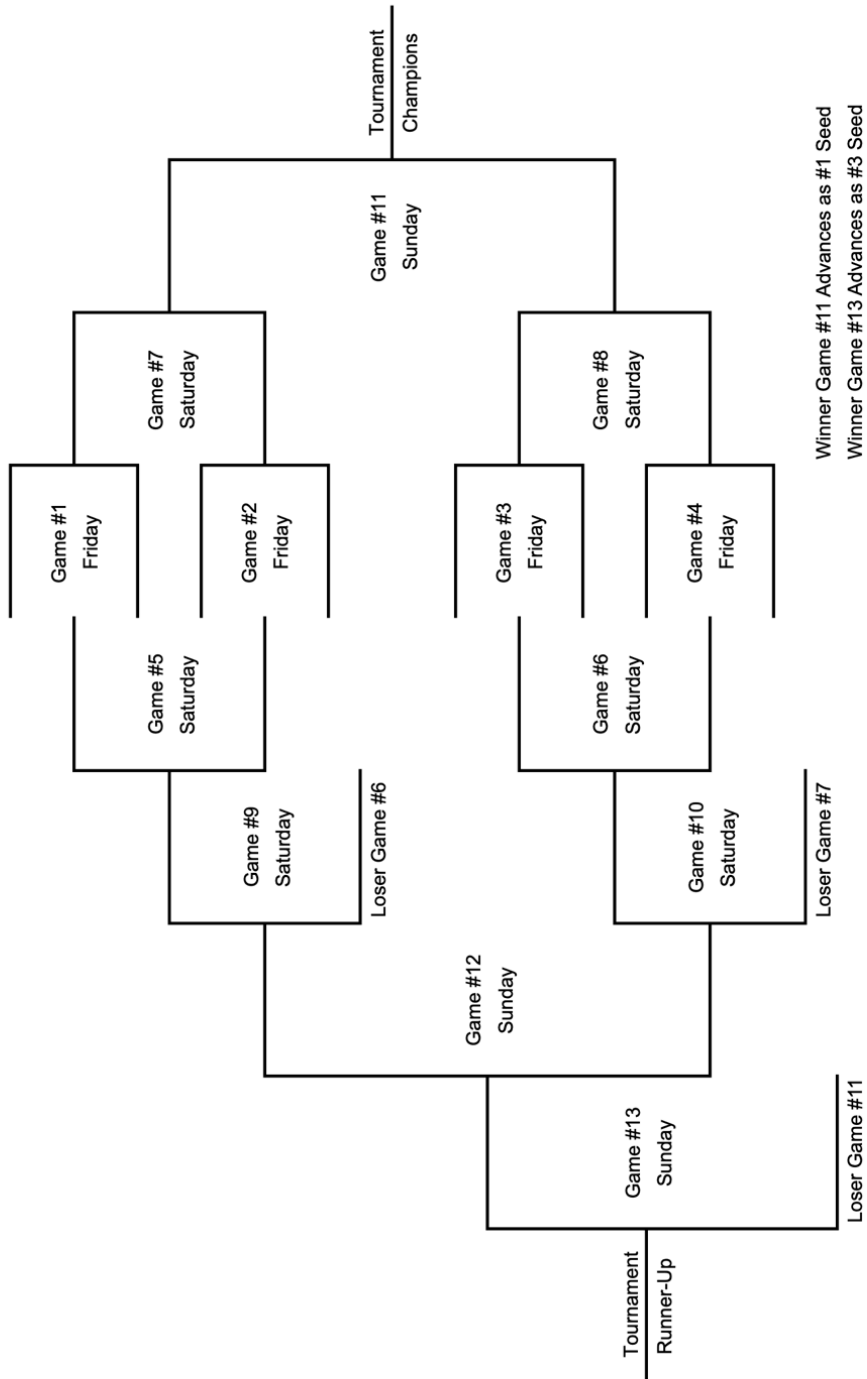 Tournament
Champions
Game #11
Sunday
Game #7
Saturday
Game #8
Saturday
Game #1
Friday
Game #2
Friday
Game #3
Friday
Game #4
Friday
Game #5
Saturday
Game #6
Saturday
Game #9
Saturday
Loser Game #6
Game #10
Saturday
Loser Game #7
Game #12
Sunday
Game #13
Sunday
Loser Game #11
Tournament
Runner-Up
Winner Game #11 Advances as #1 Seed
Winner Game #13 Advances as #3 Seed